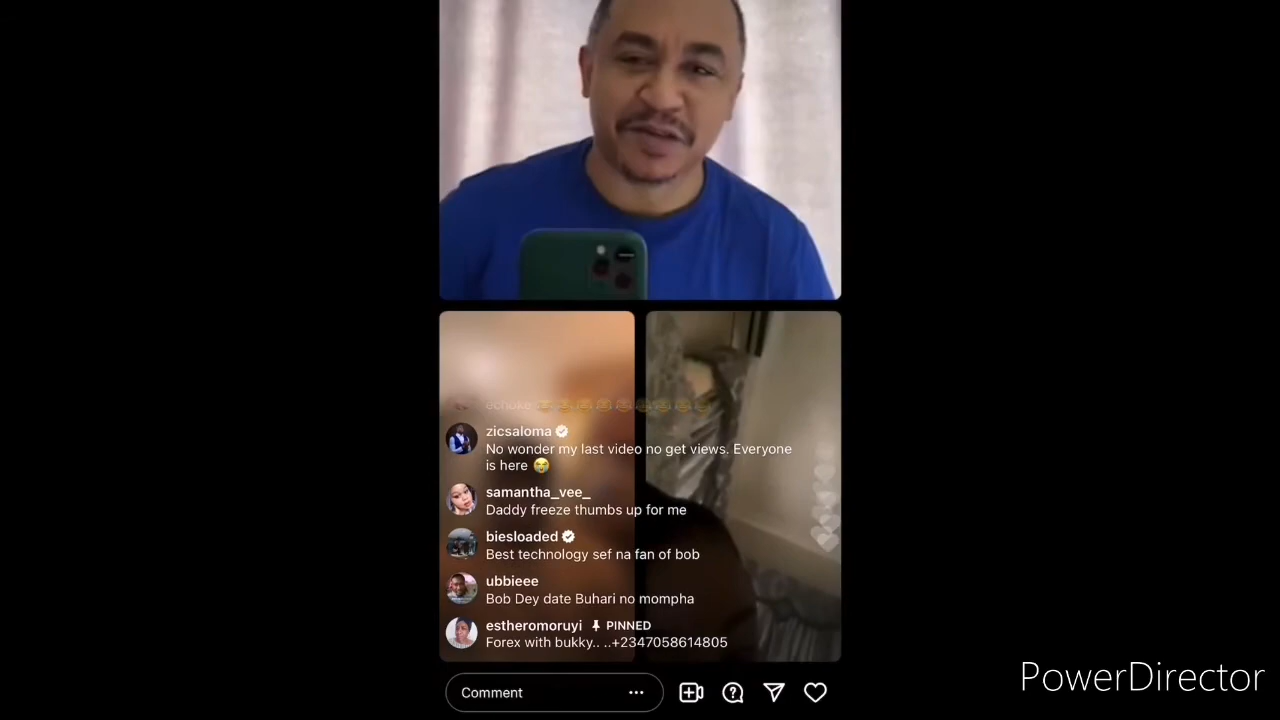 echoke 😂😂😂😂😂😂😂😂😂
zicsaloma
No wonder my last video no get views. Everyone
is here 😭
samantha_vee_
Daddy freeze thumbs up for me
biesloaded
Best technology sef na fan of bob
ubbieee
Bob Dey date Buhari no mompha
estheromoruyi PINNED
Forex with bukky.. ..+2347058614805
Comment
PowerDirector